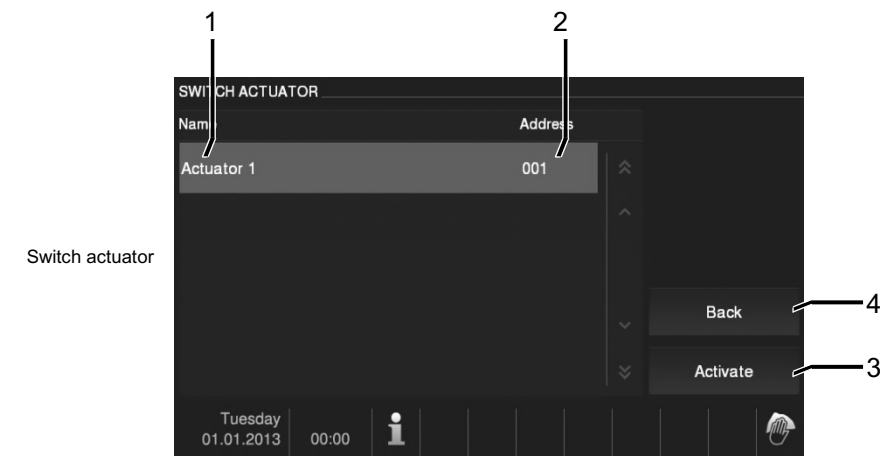 1 2
SWITCH ACTUATOR
Name Address
Actuator 1 001
Switch actuator
Back 4
Activate 3
Tuesday
01.01.2013 00:00